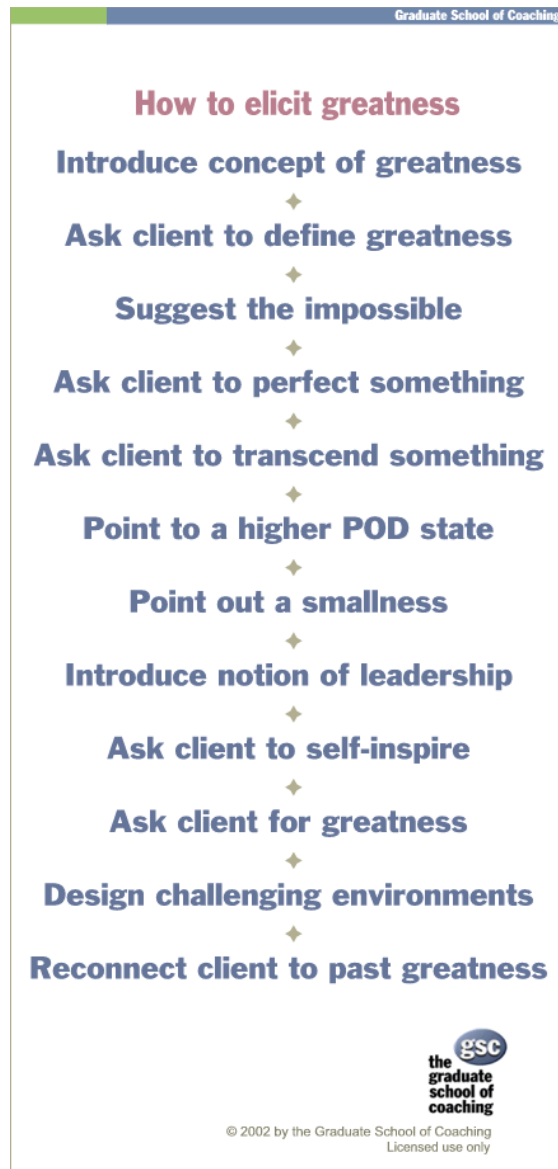 Graduate School of Coaching
How to elicit greatness
Introduce concept of greatness
Ask client to define greatness
Suggest the impossible
Ask client to perfect something
Ask client to transcend something
Point to a higher POD state
Point out a smallness
Introduce notion of leadership
Ask client to self-inspire
Ask client for greatness
Design challenging environments
Reconnect client to past greatness
gsc
the
graduate
school of
coaching
© 2002 by the Graduate School of Coaching
Licensed use only